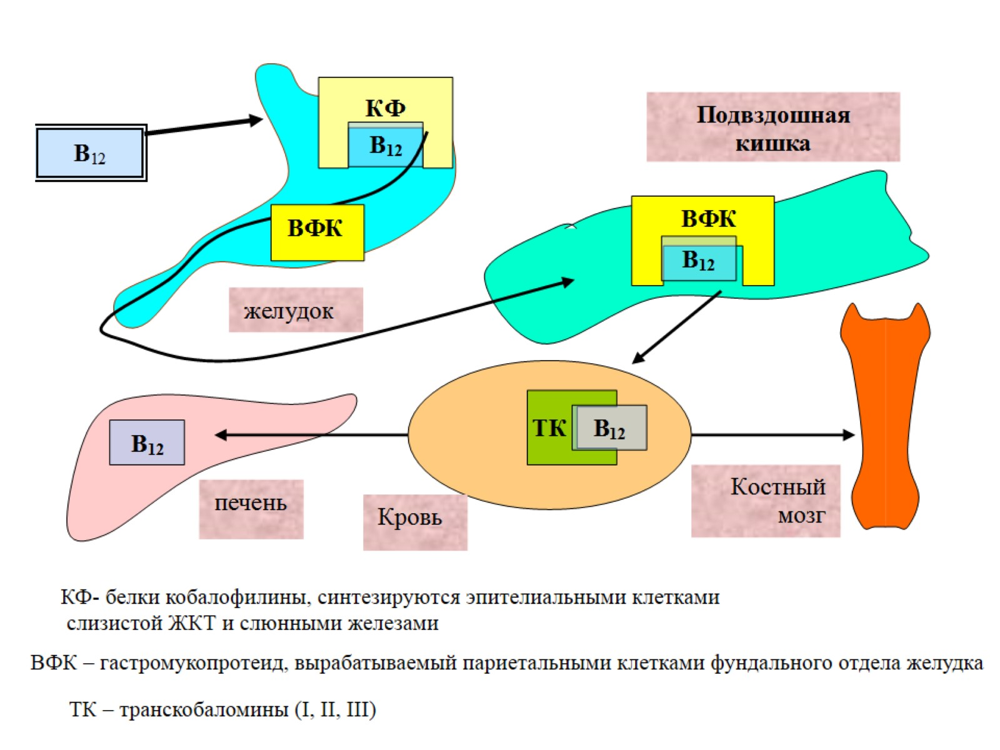 B12
КФ
B12
ВФК
желудок
Подвздошная
кишка
ВФК
B12
B12
печень
ТК
B12
Кровь
Костный
мозг
КФ- белки кобалофилины, синтезируются эпителиальными клетками
слизистой ЖКТ и слюнными железами
ВФК – гастромукопротеид, вырабатываемый париетальными клетками фундального отдела желудка
ТК – транскобаломины (I, II, III)